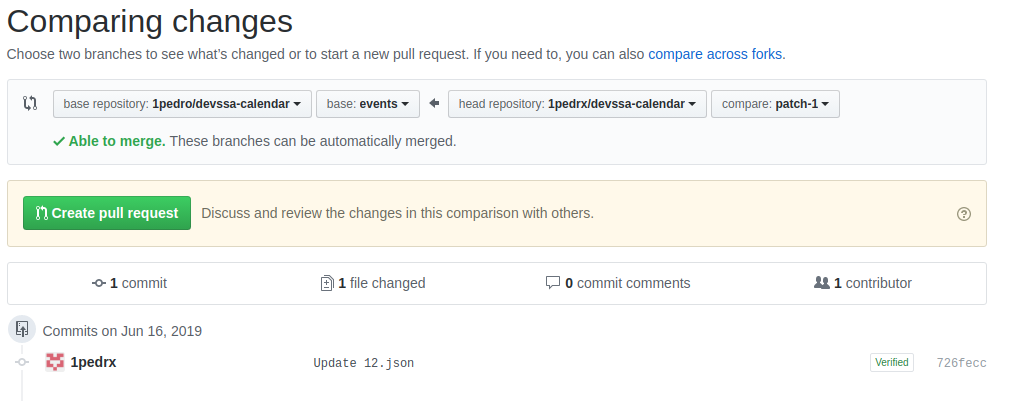 Comparing changes
Choose two branches to see what's changed or to start a new pull request. If you need to, you can also compare across forks.
base repository: 1pedro/devssa-calendar base: events head repository: 1pedrx/devssa-calendar compare: patch-1
Able to merge. These branches can be automatically merged.
Create pull request Discuss and review the changes in this comparison with others.
1 commit 1 file changed 0 commit comments 1 contributor
Commits on Jun 16, 2019
1pedrx Update 12.json Verified 726fecc